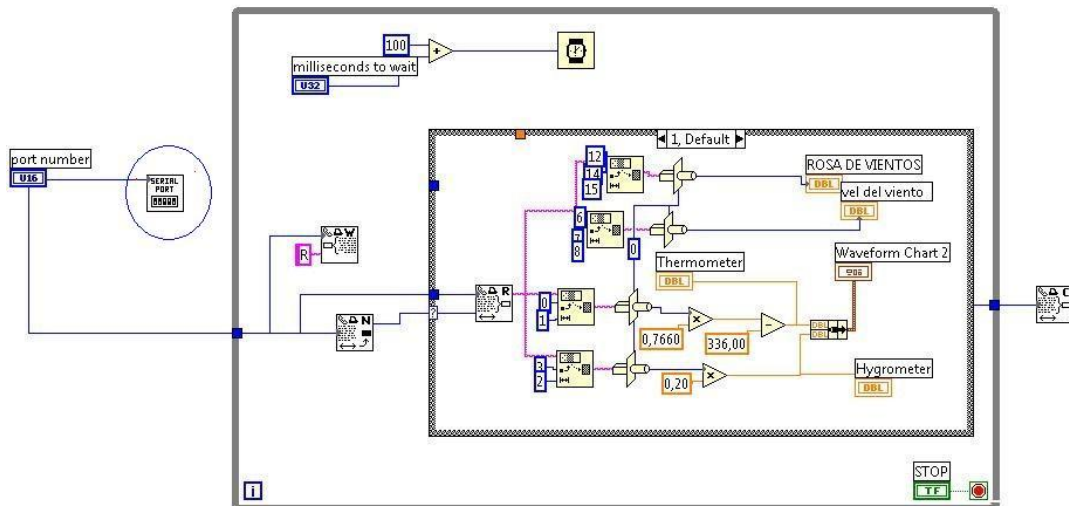 100
+
milliseconds to wait
U32
1, Default
port number
U16
SERIAL
PORT
12
14
15
ROSA DE VIENTOS
DBL
vel del viento
DBL
6
7
8
0
W
R
Thermometer
DBL
Waveform Chart 2
R
?
N
0
1
×
0,7660
−
336,00
DBL
DBL
C
3
2
×
0,20
Hygrometer
DBL
STOP
TF
i